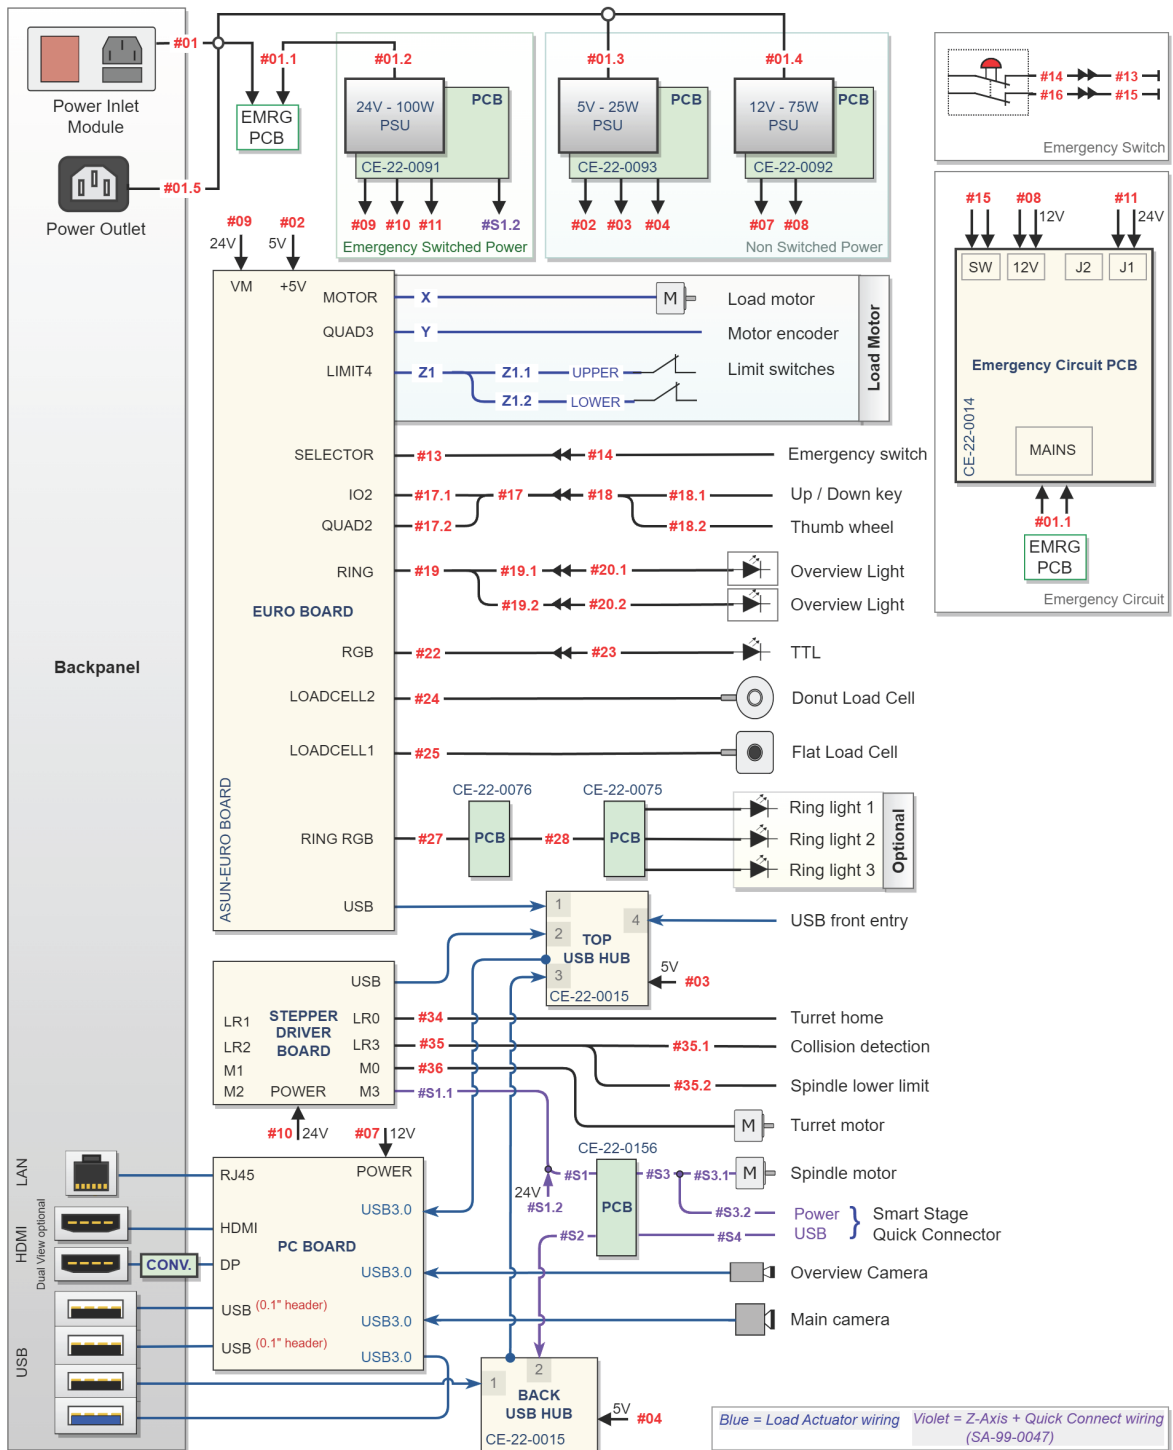 #01
Power Inlet
Module
#01.1
EMRG
PCB
#01.5
Power Outlet
#01.2
24V - 100W
PSU
PCB
CE-22-0091
#09
#10
#11
#S1.2
Emergency Switched Power
#01.3
5V - 25W
PSU
PCB
CE-22-0093
#02
#03
#04
#01.4
12V - 75W
PSU
PCB
CE-22-0092
#07
#08
Non Switched Power
#14
#13
#16
#15
Emergency Switch
#15
#08
12V
#11
24V
SW
12V
J2
J1
Emergency Circuit PCB
CE-22-0014
MAINS
#01.1
EMRG
PCB
Emergency Circuit
Backpanel
#09
24V
#02
5V
VM
+5V
EURO BOARD
ASUN-EURO BOARD
MOTOR
X
M
Load motor
QUAD3
Y
Motor encoder
LIMIT4
Z1
Z1.1
UPPER
Limit switches
Z1.2
LOWER
Load Motor
SELECTOR
#13
#14
Emergency switch
IO2
#17.1
#17
#18
#18.1
Up / Down key
QUAD2
#17.2
#18.2
Thumb wheel
RING
#19
#19.1
#20.1
Overview Light
#19.2
#20.2
Overview Light
RGB
#22
#23
TTL
LOADCELL2
#24
Donut Load Cell
LOADCELL1
#25
Flat Load Cell
CE-22-0076
CE-22-0075
RING RGB
#27
PCB
#28
PCB
Ring light 1
Ring light 2
Ring light 3
Optional
USB
1
2
3
4
TOP
USB HUB
CE-22-0015
USB front entry
5V
#03
USB
LR1
LR2
M1
M2
STEPPER
DRIVER
BOARD
POWER
LR0
LR3
M0
M3
#34
Turret home
#35
#35.1
Collision detection
#36
#35.2
Spindle lower limit
#S1.1
M
Turret motor
#10
24V
#07
12V
CE-22-0156
#S1
PCB
#S3
#S3.1
M
Spindle motor
24V
#S1.2
#S3.2
Power
#S2
#S4
USB
}
Smart Stage
Quick Connector
LAN
RJ45
POWER
USB3.0
HDMI
Dual View optional
HDMI
PC BOARD
CONV.
DP
USB3.0
Overview Camera
USB
USB (0.1" header)
USB3.0
Main camera
USB (0.1" header)
USB3.0
1
2
BACK
USB HUB
CE-22-0015
5V
#04
Blue = Load Actuator wiring
Violet = Z-Axis + Quick Connect wiring
(SA-99-0047)